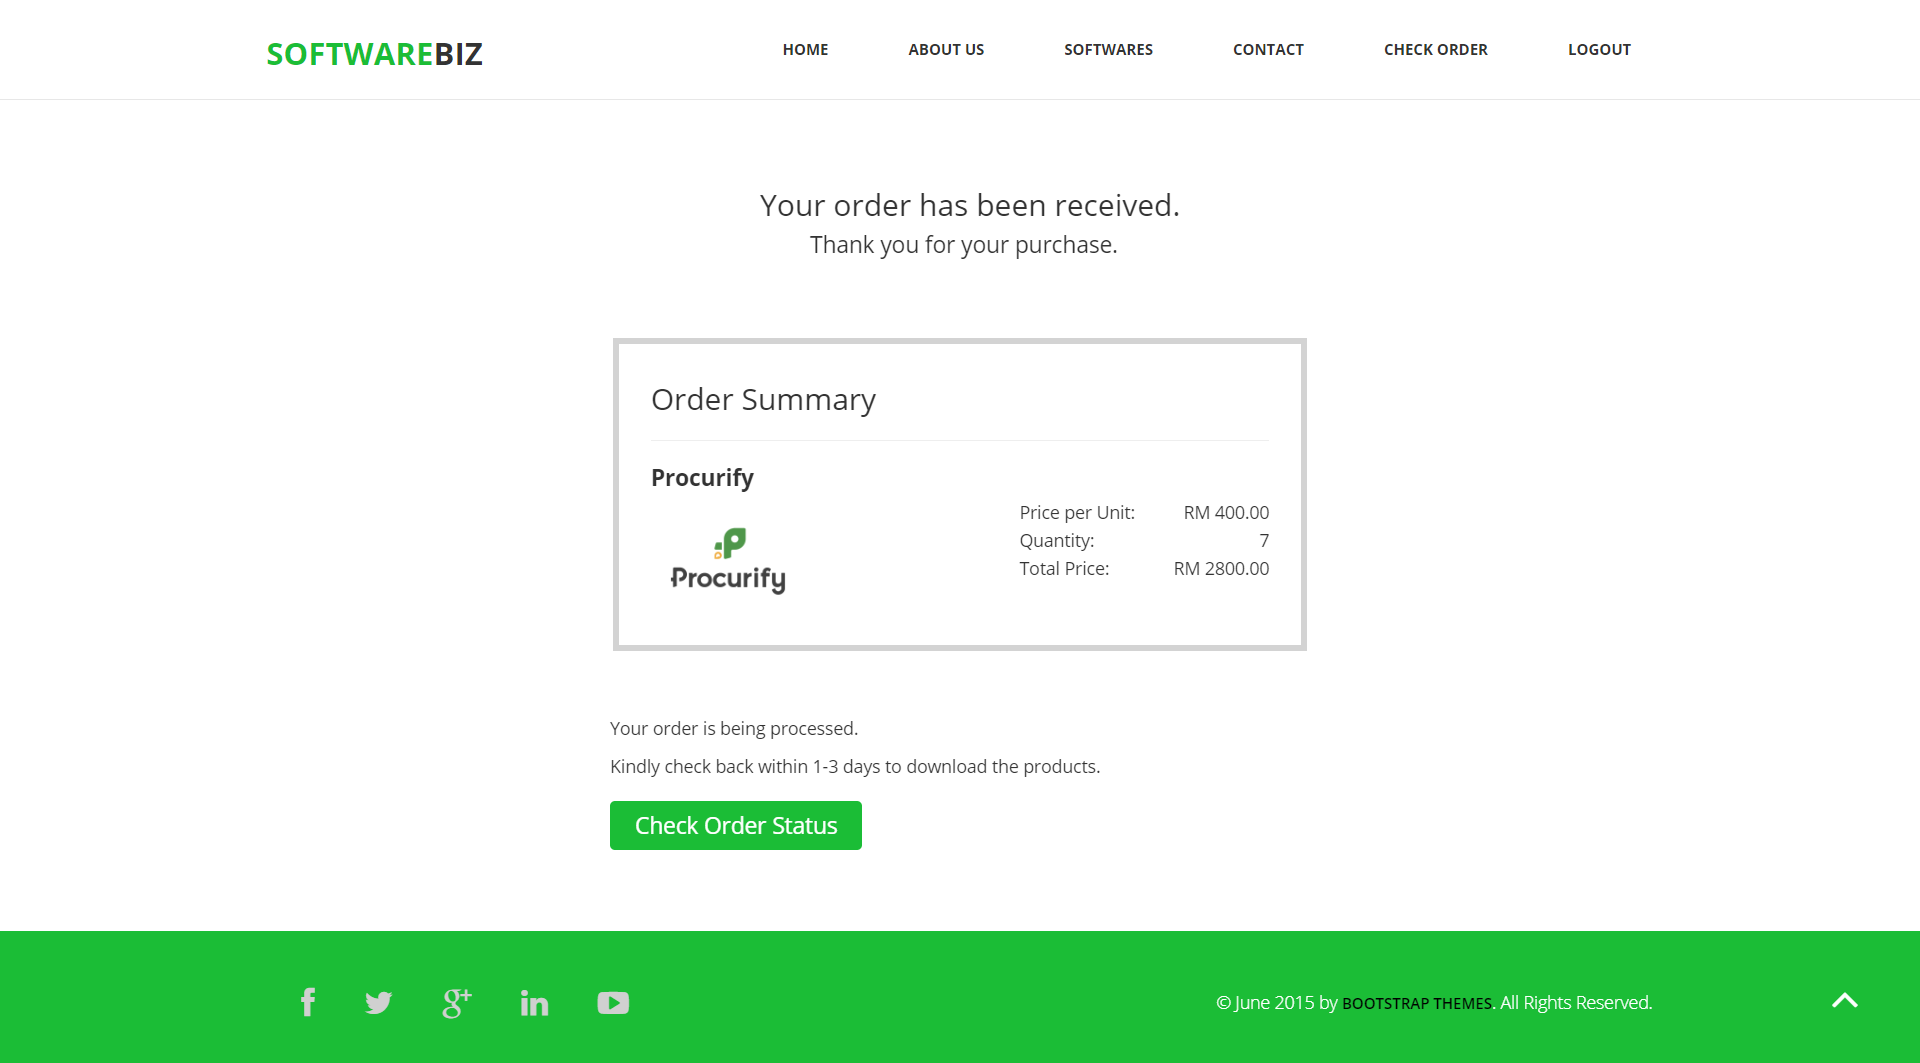 SOFTWAREBIZ
HOME ABOUT US SOFTWARES CONTACT CHECK ORDER LOGOUT
Your order has been received.
Thank you for your purchase.
Order Summary
Procurify
Price per Unit: RM 400.00
Quantity: 7
Total Price: RM 2800.00
Procurify
Your order is being processed.
Kindly check back within 1-3 days to download the products.
Check Order Status
© June 2015 by BOOTSTRAP THEMES. All Rights Reserved.